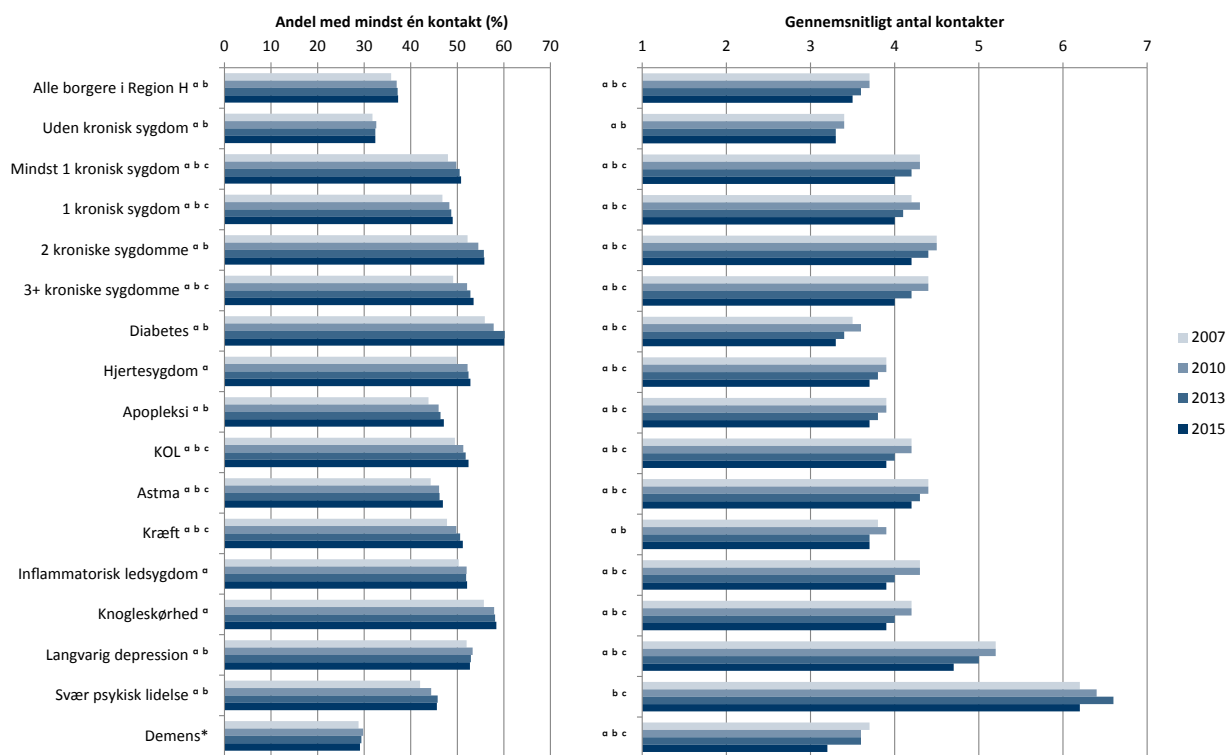 Andel med mindst én kontakt (%)
0 10 20 30 40 50 60 70
Alle borgere i Region H ᵃ ᵇ
Uden kronisk sygdom ᵃ ᵇ
Mindst 1 kronisk sygdom ᵃ ᵇ ᶜ
1 kronisk sygdom ᵃ ᵇ ᶜ
2 kroniske sygdomme ᵃ ᵇ
3+ kroniske sygdomme ᵃ ᵇ ᶜ
Diabetes ᵃ ᵇ
Hjertesygdom ᵃ
Apopleksi ᵃ ᵇ
KOL ᵃ ᵇ ᶜ
Astma ᵃ ᵇ ᶜ
Kræft ᵃ ᵇ ᶜ
Inflammatorisk ledsygdom ᵃ
Knogleskørhed ᵃ
Langvarig depression ᵃ ᵇ
Svær psykisk lidelse ᵃ ᵇ
Demens*
Gennemsnitligt antal kontakter
1 2 3 4 5 6 7
a b c
a b
a b c
a b c
a b c
a b c
a b c
a b c
a b c
a b c
a b c
a b
a b c
a b c
a b c
b c
a b c
2007
2010
2013
2015